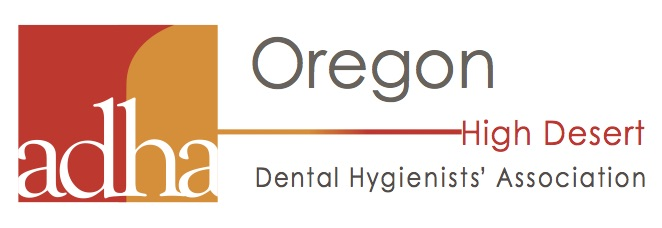 adha
Oregon
High Desert
Dental Hygienists' Association